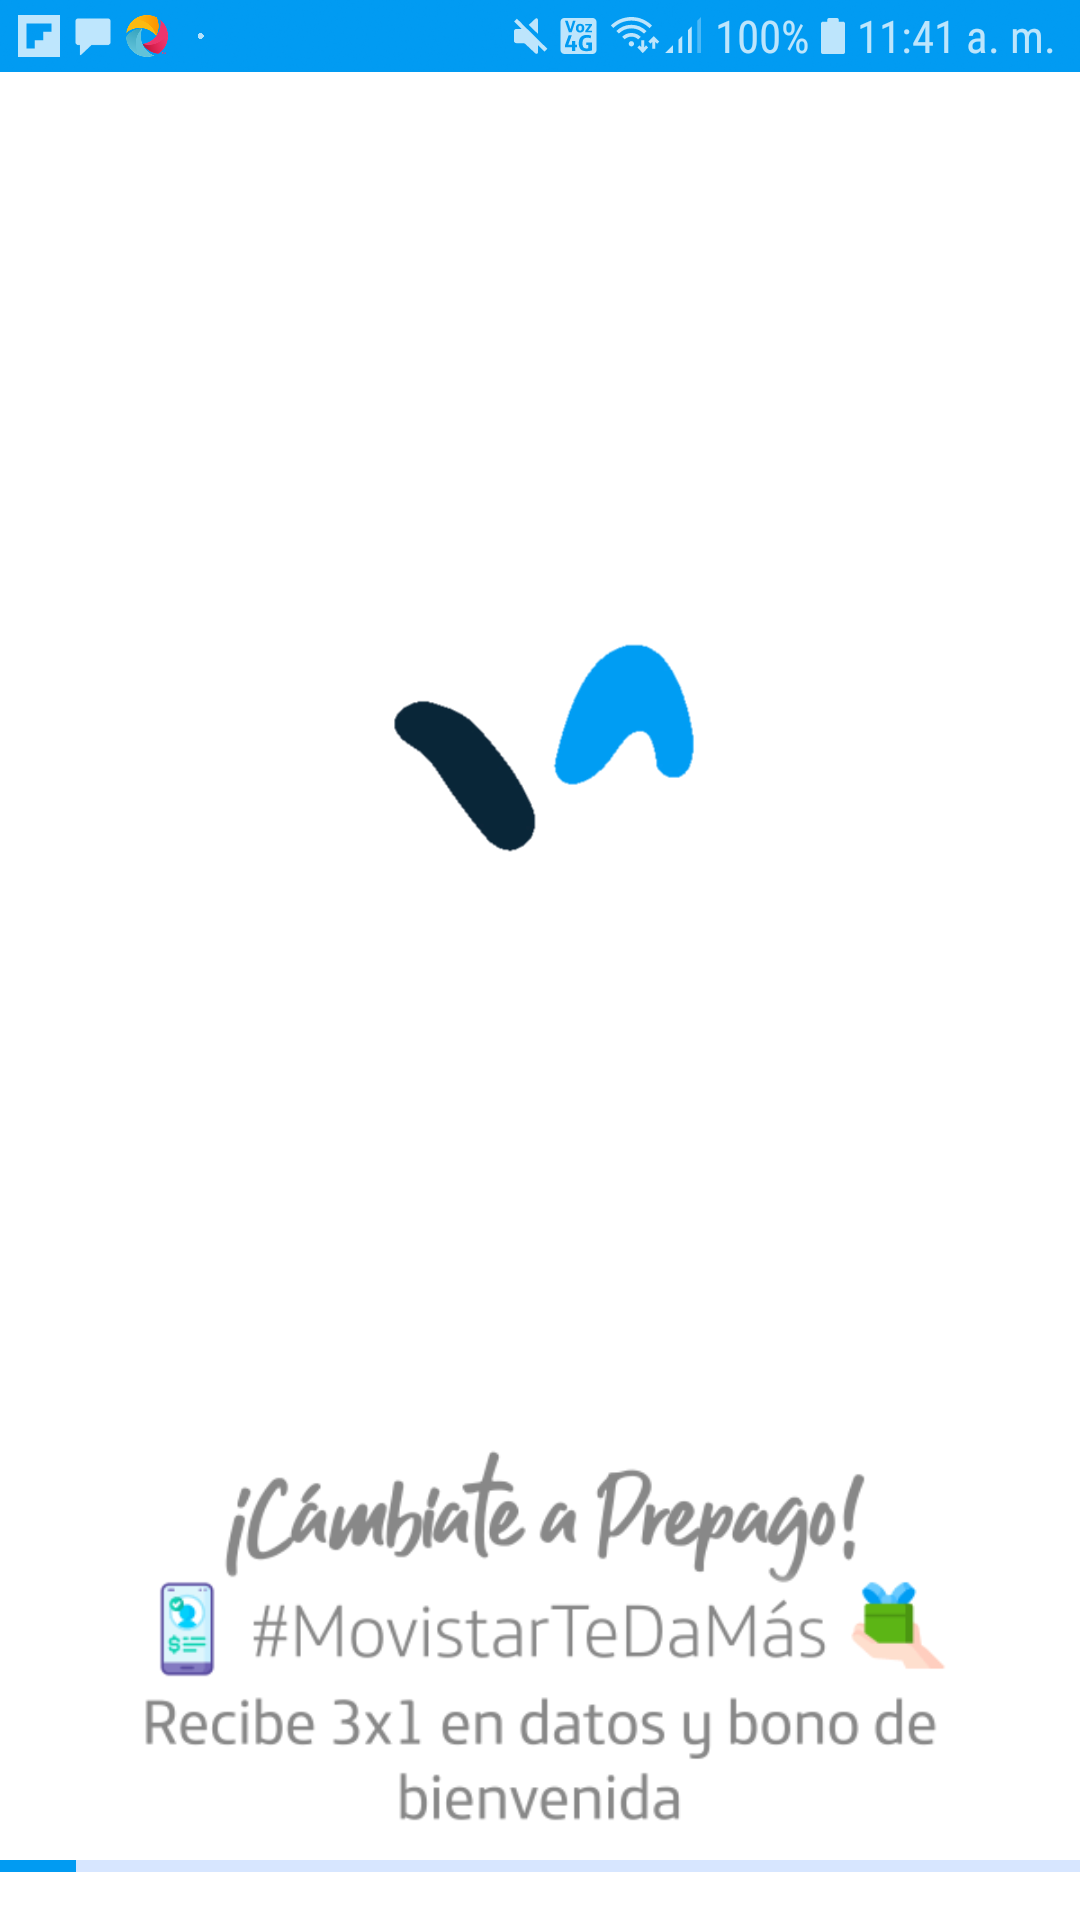 Voz 4G 100% 11:41 a. m.
¡Cámbiate a Prepago!
#MovistarTeDaMás
Recibe 3x1 en datos y bono de
bienvenida